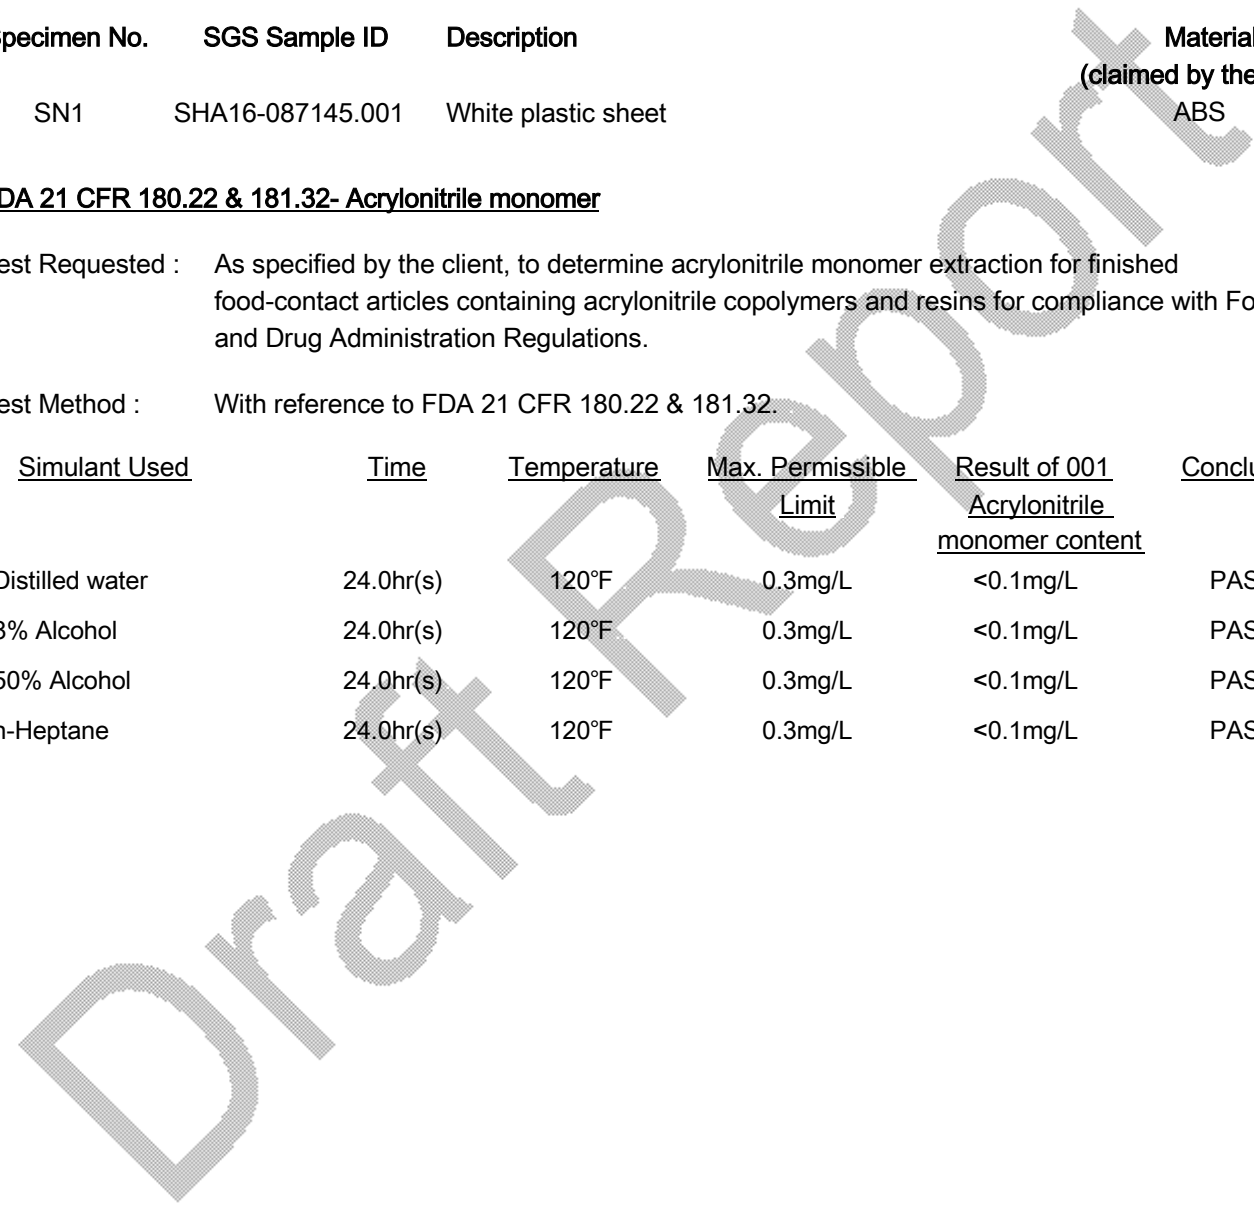 Specimen No. SGS Sample ID Description Material
(claimed by the
SN1 SHA16-087145.001 White plastic sheet ABS
FDA 21 CFR 180.22 & 181.32- Acrylonitrile monomer
Test Requested : As specified by the client, to determine acrylonitrile monomer extraction for finished
food-contact articles containing acrylonitrile copolymers and resins for compliance with Fo
and Drug Administration Regulations.
Test Method : With reference to FDA 21 CFR 180.22 & 181.32.
Simulant Used Time Temperature Max. Permissible Result of 001 Conclu
Limit Acrylonitrile
monomer content
Distilled water 24.0hr(s) 120°F 0.3mg/L <0.1mg/L PAS
3% Alcohol 24.0hr(s) 120°F 0.3mg/L <0.1mg/L PAS
50% Alcohol 24.0hr(s) 120°F 0.3mg/L <0.1mg/L PAS
n-Heptane 24.0hr(s) 120°F 0.3mg/L <0.1mg/L PAS
Draft Report